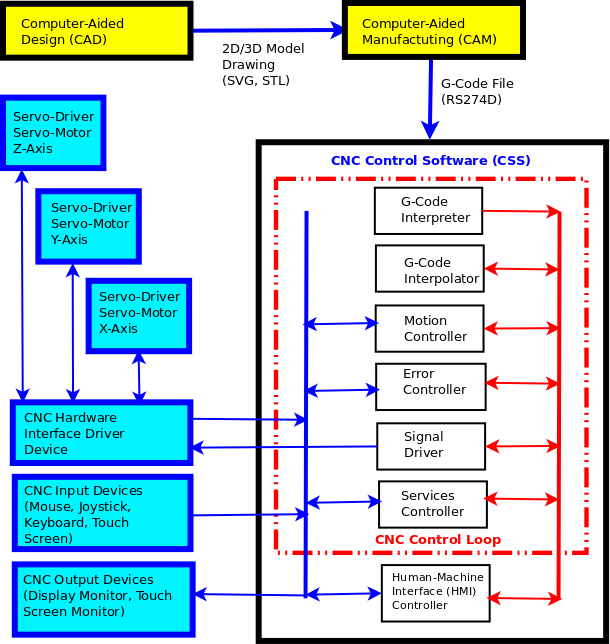 Computer-Aided
Design (CAD)
Computer-Aided
Manufactuting (CAM)
2D/3D Model
Drawing
(SVG, STL)
G-Code File
(RS274D)
Servo-Driver
Servo-Motor
Z-Axis
Servo-Driver
Servo-Motor
Y-Axis
Servo-Driver
Servo-Motor
X-Axis
CNC Hardware
Interface Driver
Device
CNC Input Devices
(Mouse, Joystick,
Keyboard, Touch
Screen)
CNC Output Devices
(Display Monitor, Touch
Screen Monitor)
CNC Control Software (CSS)
G-Code
Interpreter
G-Code
Interpolator
Motion
Controller
Error
Controller
Signal
Driver
Services
Controller
CNC Control Loop
Human-Machine
Interface (HMI)
Controller